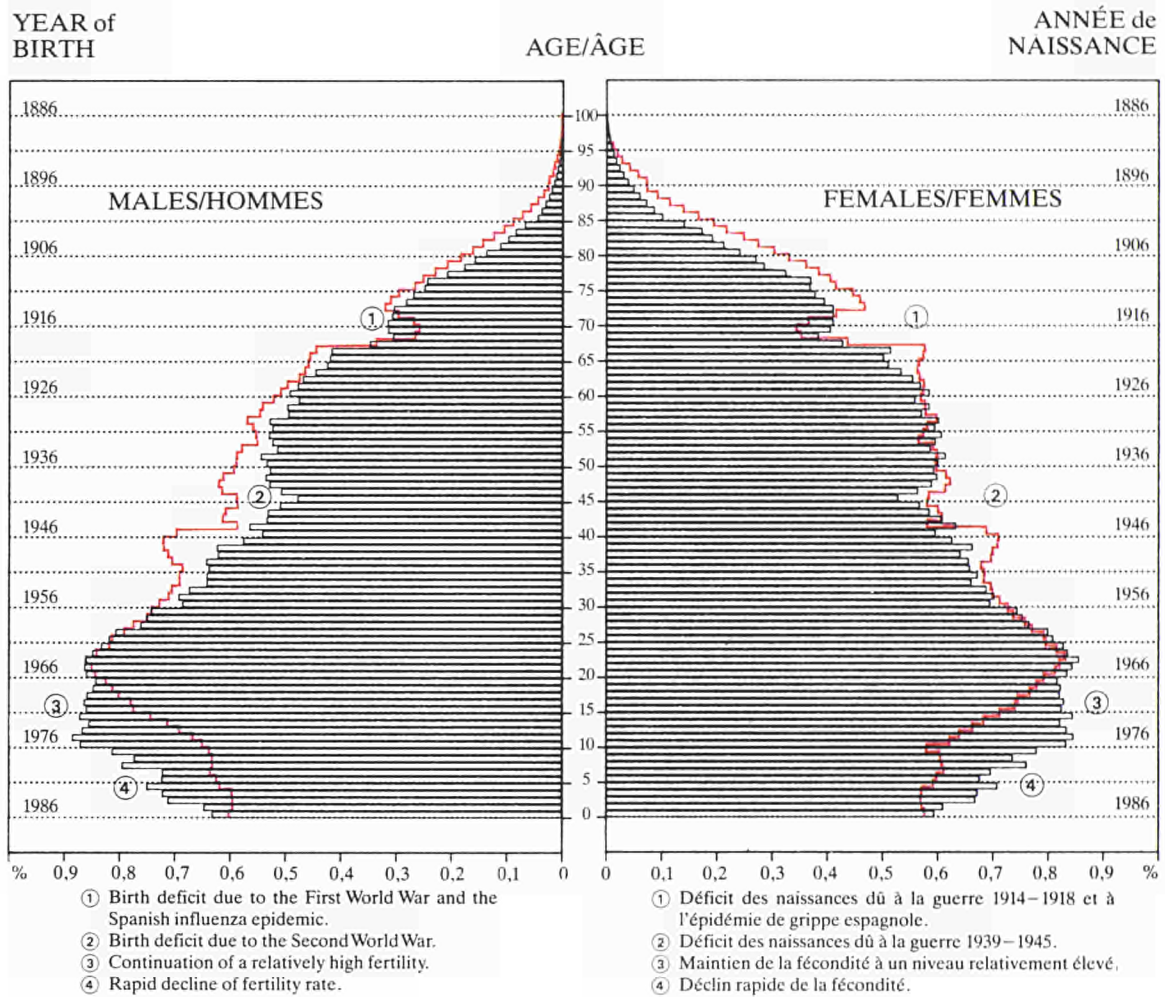 YEAR of
BIRTH
AGE/ÂGE
ANNÉE de
NAISSANCE
1886
100
1886
95
1896
90
1896
MALES/HOMMES
FEMALES/FEMMES
85
1906
80
1906
75
1916
①
70
①
1916
65
1926
60
1926
55
1936
50
1936
②
45
②
1946
40
1946
35
1956
30
1956
25
1966
20
1966
③
15
③
1976
10
1976
④
5
④
1986
0
1986
% 0,9 0,8 0,7 0,6 0,5 0,4 0,3 0,2 0,1 0
0 0,1 0,2 0,3 0,4 0,5 0,6 0,7 0,8 0,9 %
① Birth deficit due to the First World War and the
Spanish influenza epidemic.
② Birth deficit due to the Second World War.
③ Continuation of a relatively high fertility.
④ Rapid decline of fertility rate.
① Déficit des naissances dû à la guerre 1914–1918 et à
l'épidémie de grippe espagnole.
② Déficit des naissances dû à la guerre 1939–1945.
③ Maintien de la fécondité à un niveau relativement élevé.
④ Déclin rapide de la fécondité.